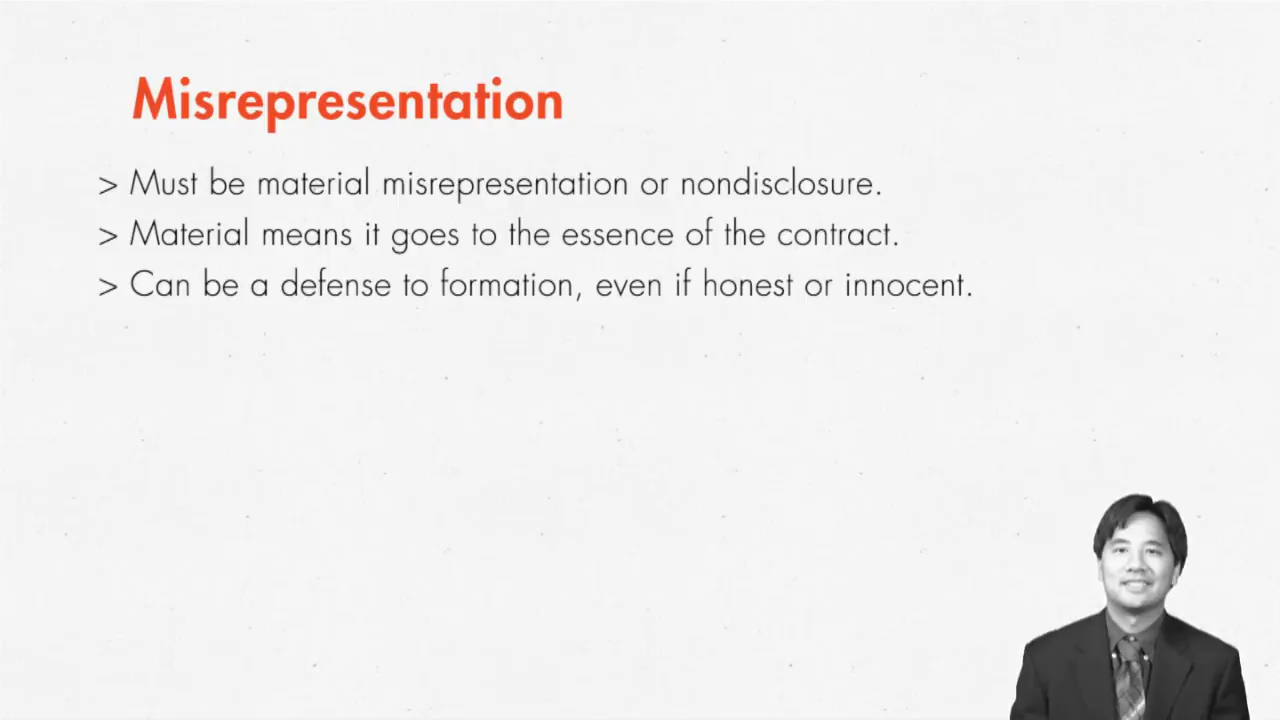 Misrepresentation
> Must be material misrepresentation or nondisclosure.
> Material means it goes to the essence of the contract.
> Can be a defense to formation, even if honest or innocent.